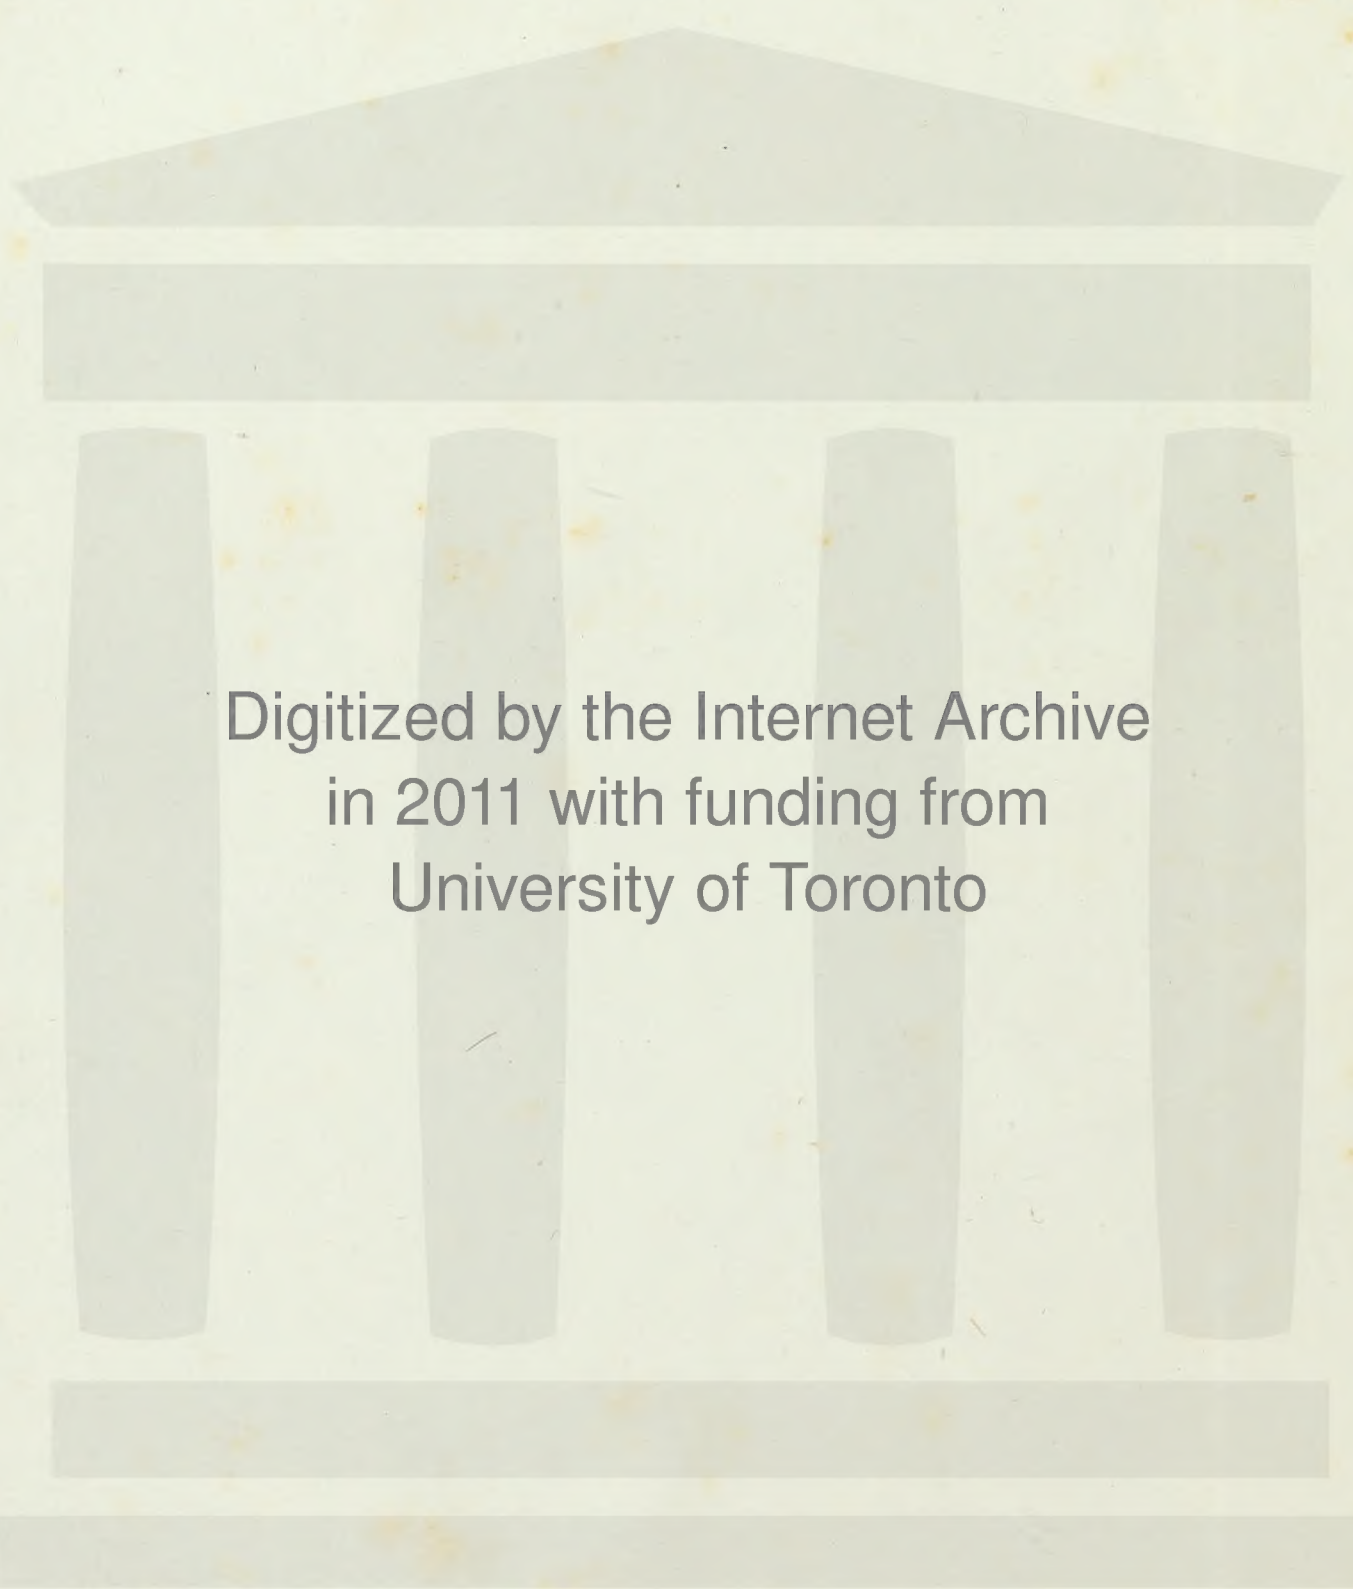 Digitized by the Internet Archive
in 2011 with funding from
University of Toronto